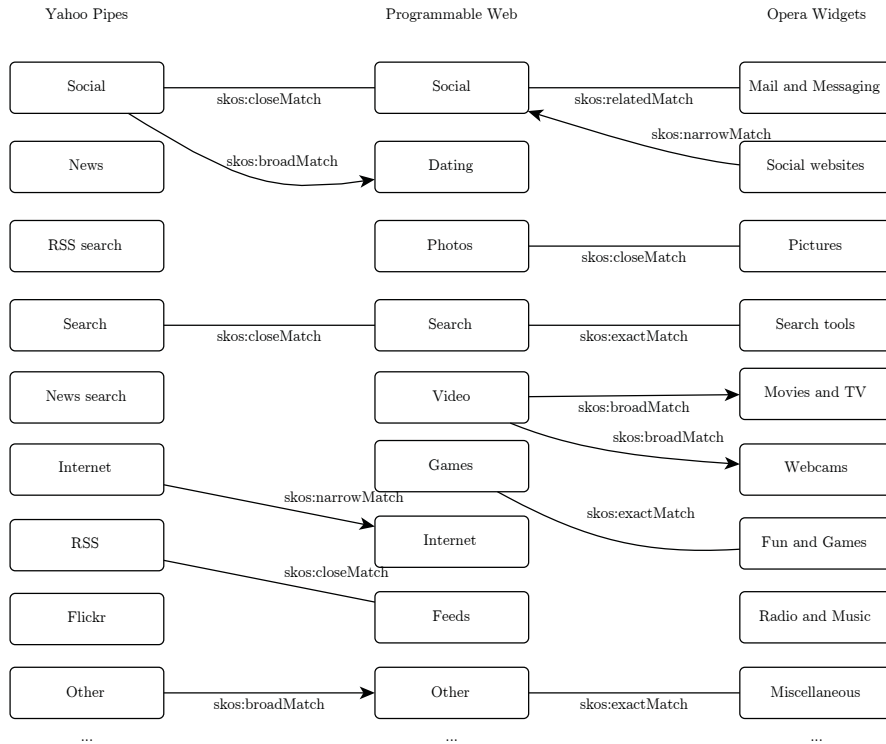 Yahoo Pipes
Programmable Web
Opera Widgets
Social
skos:closeMatch
Social
skos:relatedMatch
Mail and Messaging
skos:broadMatch
skos:narrowMatch
News
Dating
Social websites
RSS search
Photos
skos:closeMatch
Pictures
Search
skos:closeMatch
Search
skos:exactMatch
Search tools
News search
Video
skos:broadMatch
Movies and TV
skos:broadMatch
Internet
Games
Webcams
skos:narrowMatch
skos:exactMatch
RSS
Internet
Fun and Games
skos:closeMatch
Flickr
Feeds
Radio and Music
Other
skos:broadMatch
Other
skos:exactMatch
Miscellaneous
...
...
...